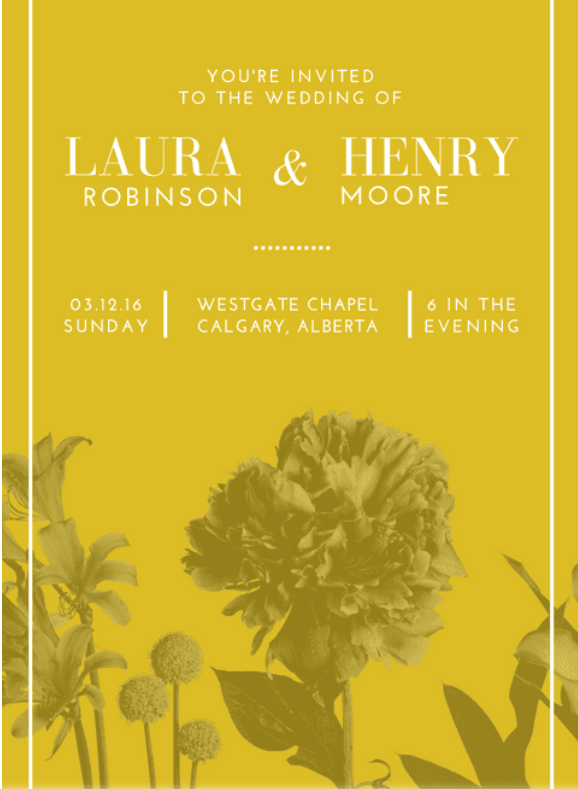 YOU'RE INVITED
TO THE WEDDING OF
LAURA & HENRY
ROBINSON MOORE
03.12.16
SUNDAY
WESTGATE CHAPEL
CALGARY, ALBERTA
6 IN THE
EVENING